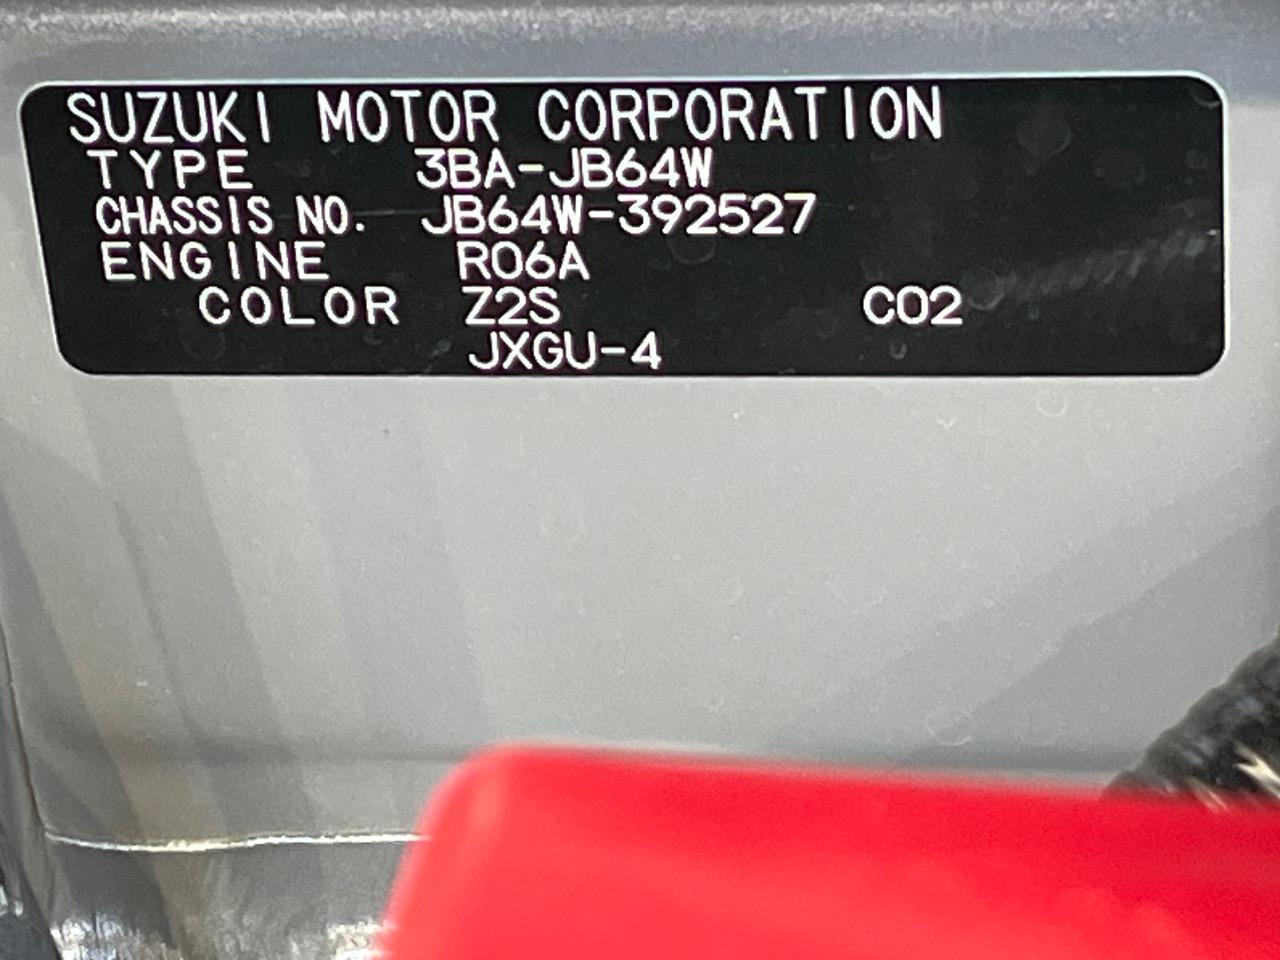 SUZUKI MOTOR CORPORATION
TYPE 3BA-JB64W
CHASSIS NO. JB64W-392527
ENGINE R06A
COLOR Z2S C02
JXGU-4